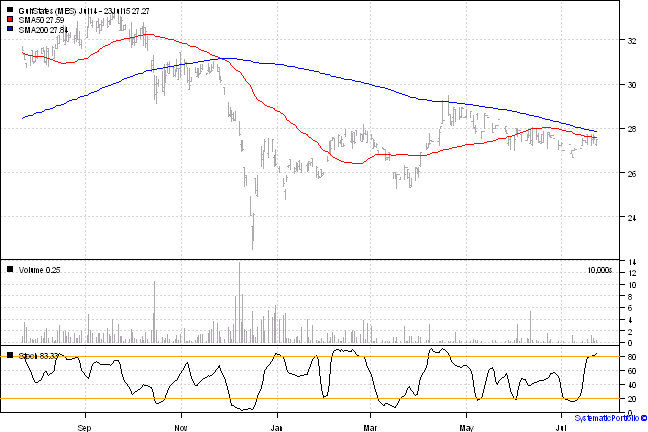 GulfStates (MES) Jul14 - 23Jul15 27.27
SMA50 27.59
SMA200 27.84
32
30
28
26
24
Volume 0.25
10,000s
14
12
10
8
6
4
2
0
Stoch 83.33
80
60
40
20
0
Sep Nov Jan Mar May Jul
SystematicPortfolio ©